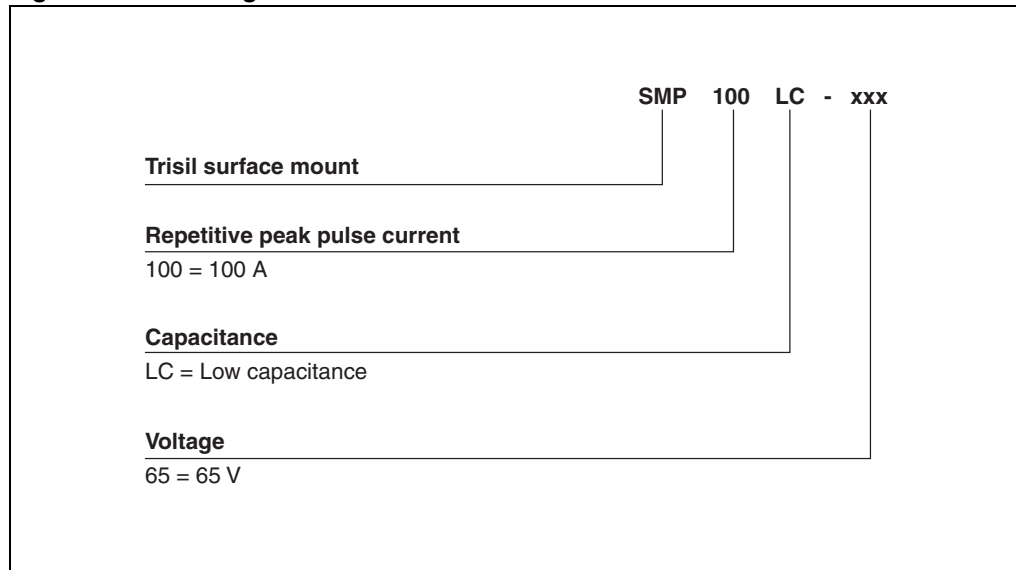 SMP 100 LC - xxx
Trisil surface mount
Repetitive peak pulse current
100 = 100 A
Capacitance
LC = Low capacitance
Voltage
65 = 65 V